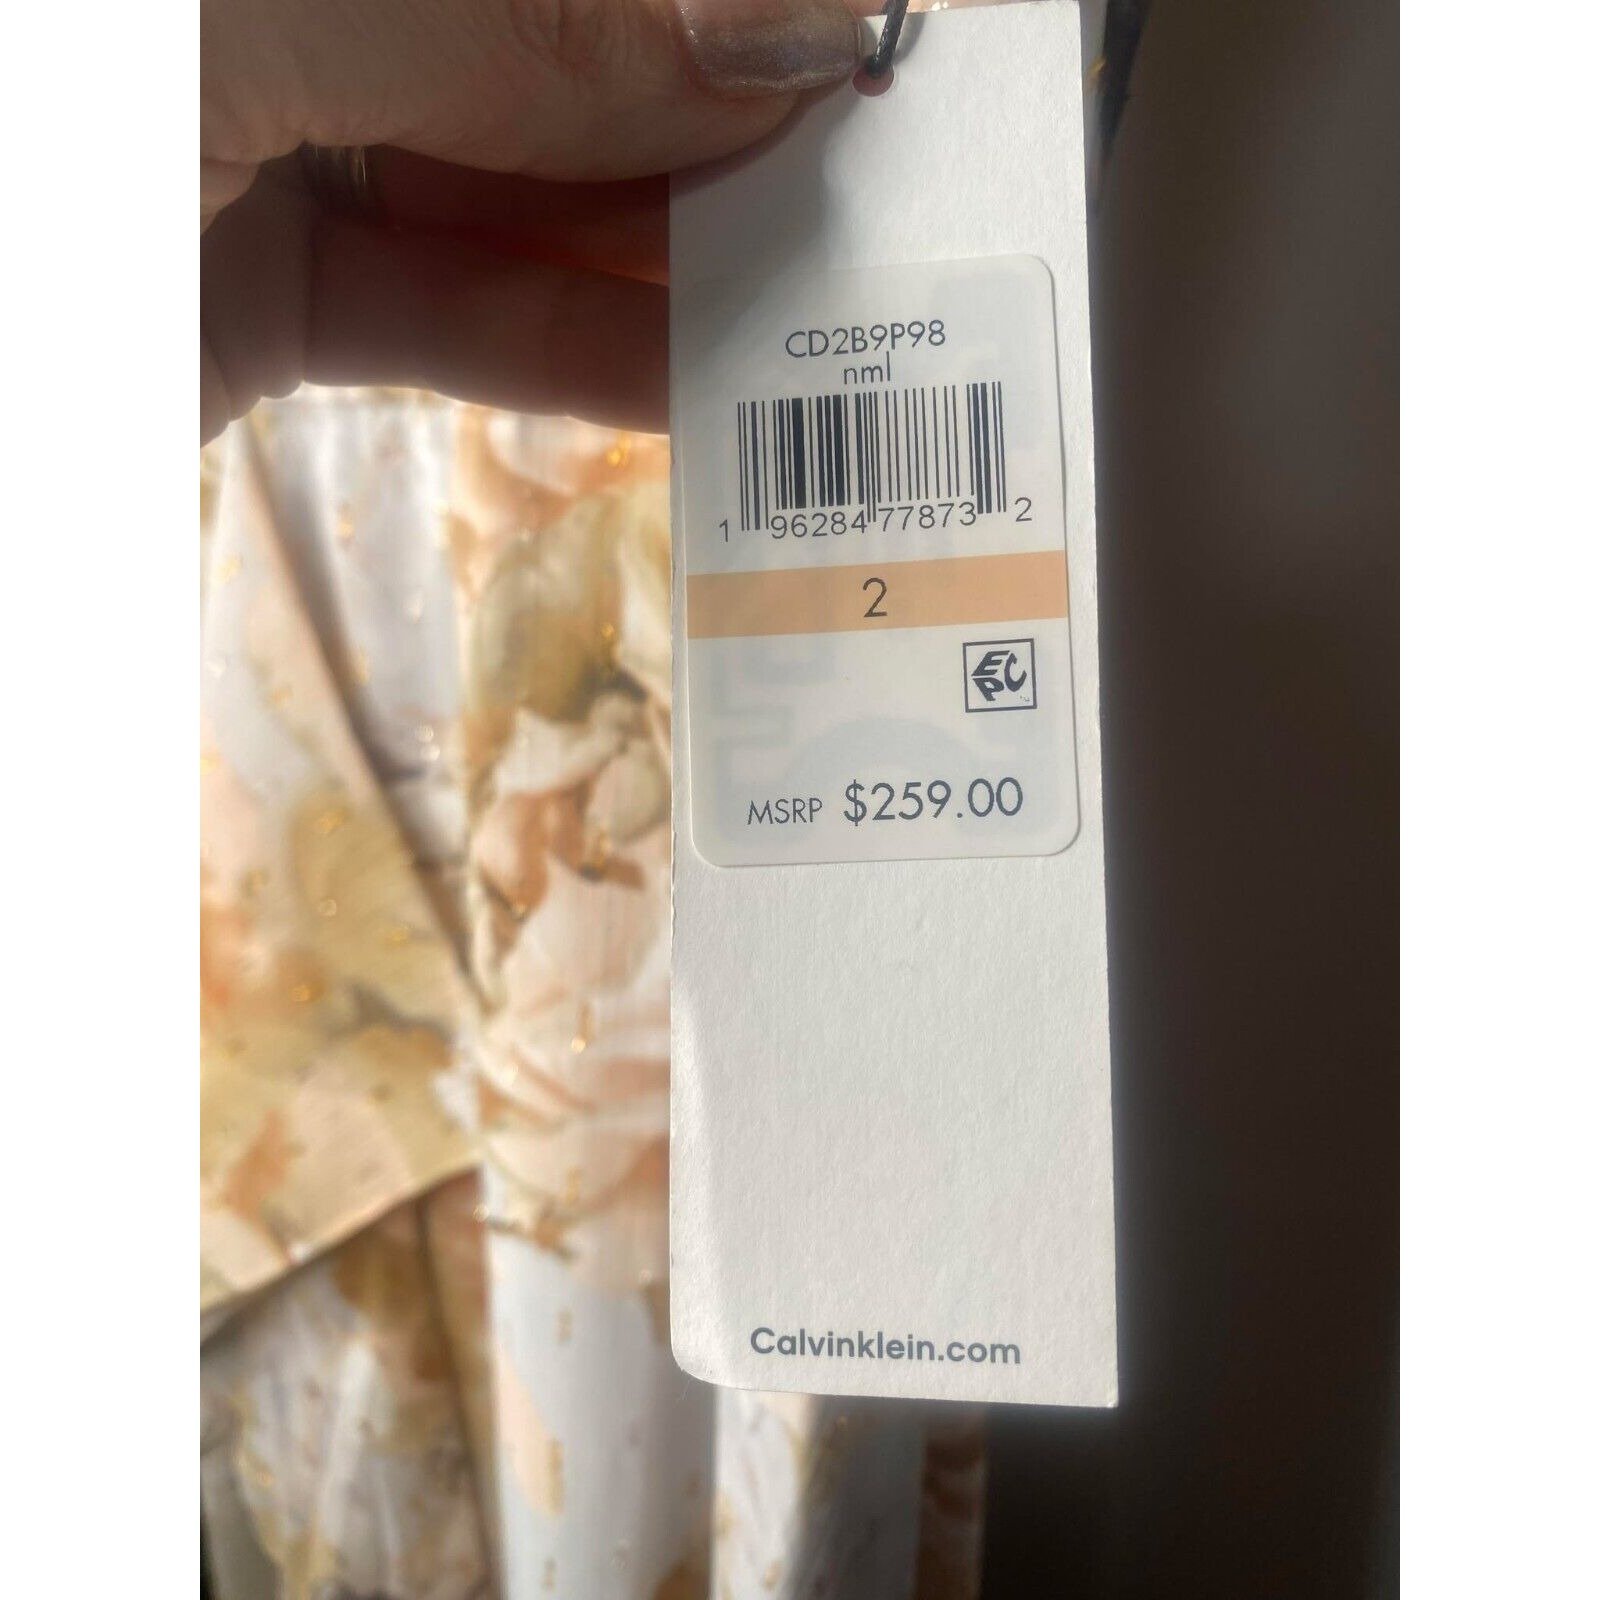 CD2B9P98
nml
1 96284 77873 2
2
EPC
MSRP $259.00
Calvinklein.com